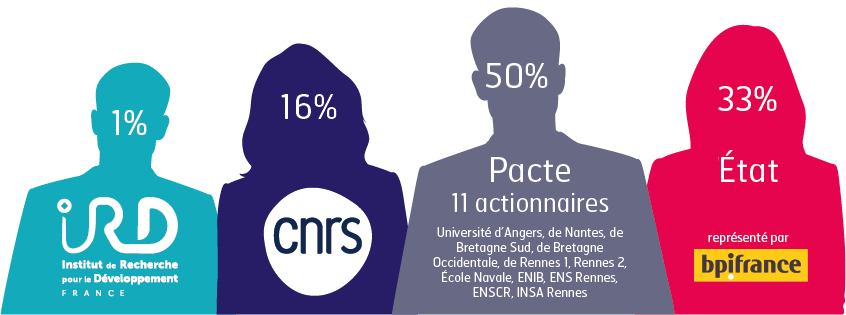 1%
iRD
Institut de Recherche
pour le Développement
FRANCE
16%
cnrs
50%
Pacte
11 actionnaires
Université d'Angers, de Nantes, de
Bretagne Sud, de Bretagne
Occidentale, de Rennes 1, Rennes 2,
École Navale, ENIB, ENS Rennes,
ENSCR, INSA Rennes
33%
État
représenté par
bpifrance